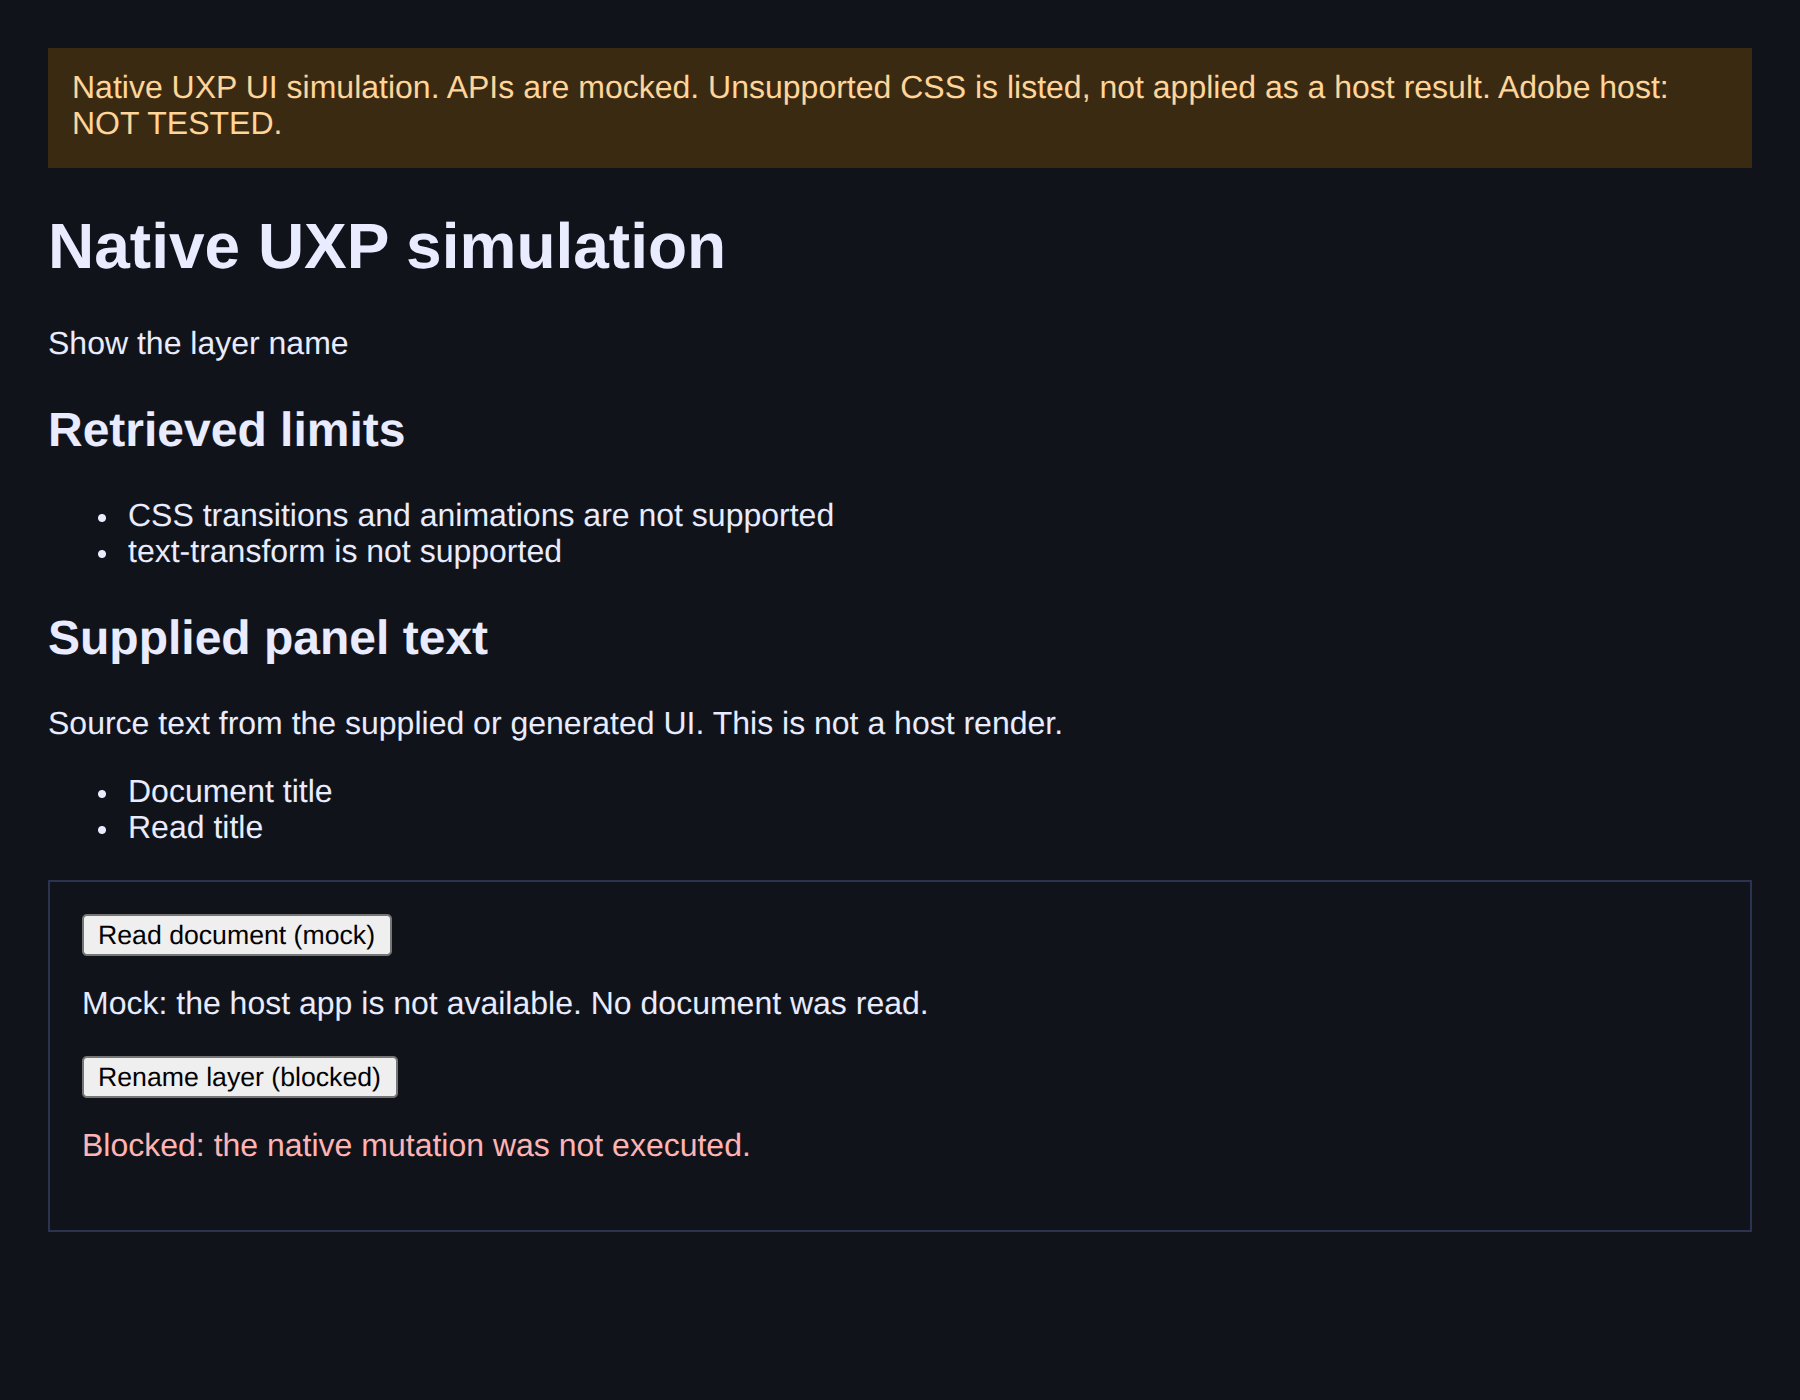 Native UXP UI simulation. APIs are mocked. Unsupported CSS is listed, not applied as a host result. Adobe host:
NOT TESTED.
Native UXP simulation
Show the layer name
Retrieved limits
CSS transitions and animations are not supported
text-transform is not supported
Supplied panel text
Source text from the supplied or generated UI. This is not a host render.
Document title
Read title
Read document (mock)
Mock: the host app is not available. No document was read.
Rename layer (blocked)
Blocked: the native mutation was not executed.